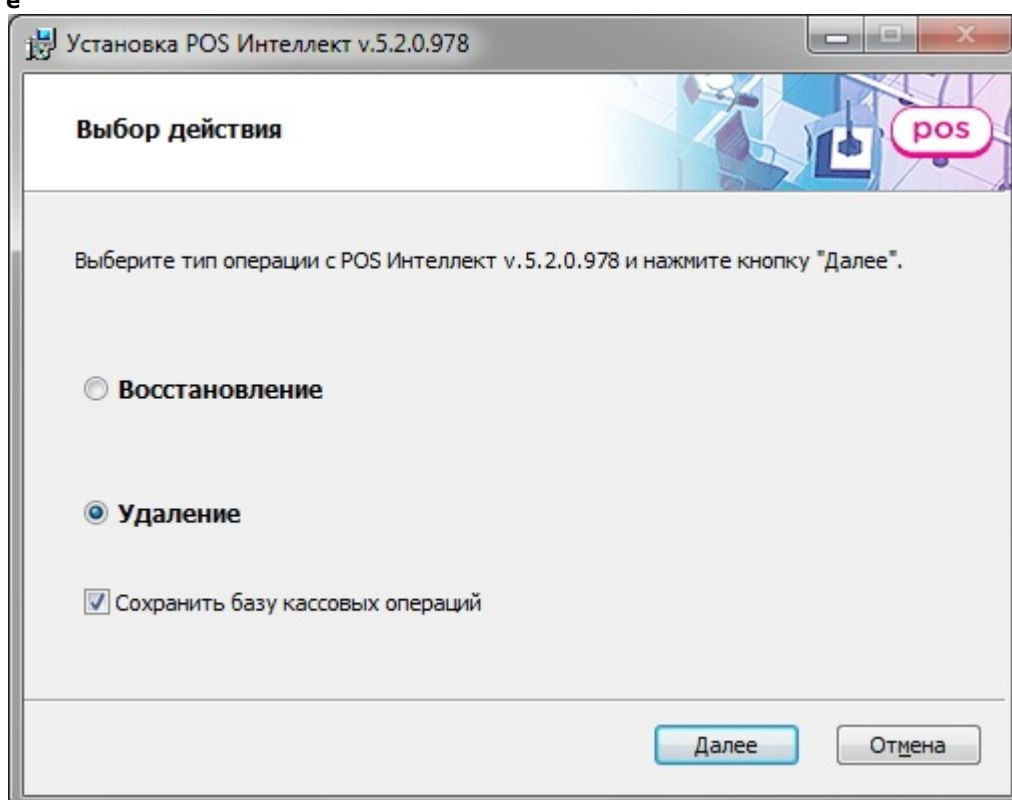 е
Установка POS Интеллект v.5.2.0.978
Выбор действия
pos
Выберите тип операции с POS Интеллект v.5.2.0.978 и нажмите кнопку "Далее".
Восстановление
Удаление
Сохранить базу кассовых операций
Далее
Отмена